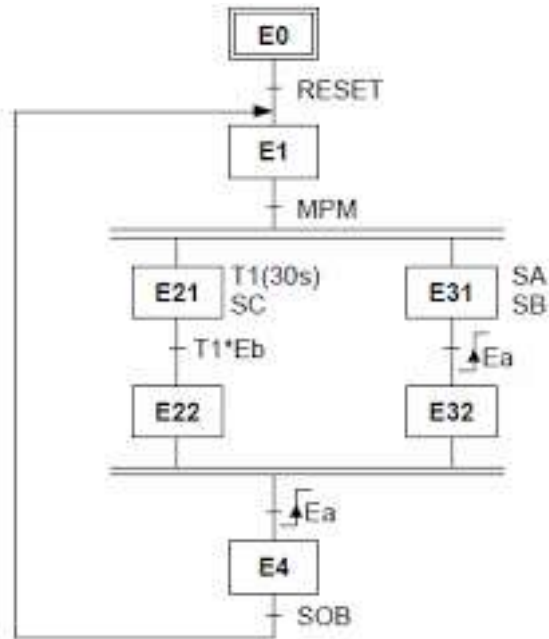 E0
RESET
E1
MPM
E21
T1(30s)
SC
E31
SA
SB
T1*Eb
Ea
E22
E32
Ea
E4
SOB